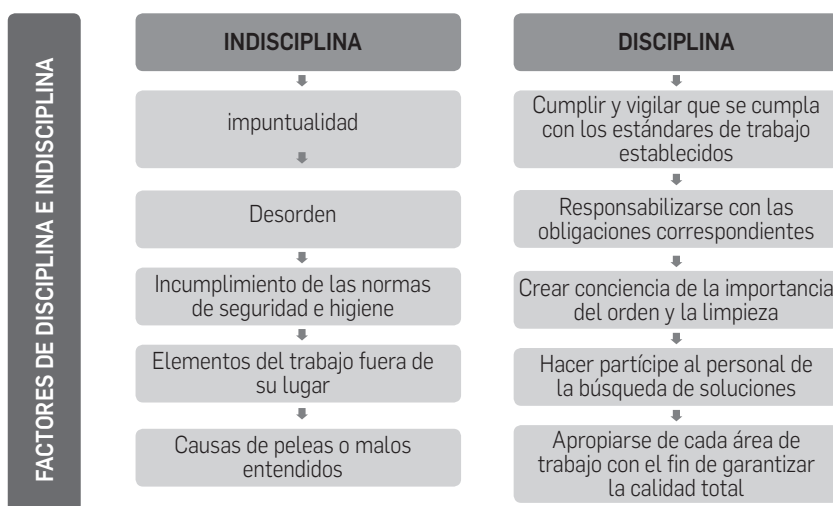 FACTORES DE DISCIPLINA E INDISCIPLINA
INDISCIPLINA
impuntualidad
Desorden
Incumplimiento de las normas
de seguridad e higiene
Elementos del trabajo fuera de
su lugar
Causas de peleas o malos
entendidos
DISCIPLINA
Cumplir y vigilar que se cumpla
con los estándares de trabajo
establecidos
Responsabilizarse con las
obligaciones correspondientes
Crear conciencia de la importancia
del orden y la limpieza
Hacer partícipe al personal de
la búsqueda de soluciones
Apropiarse de cada área de
trabajo con el fin de garantizar
la calidad total